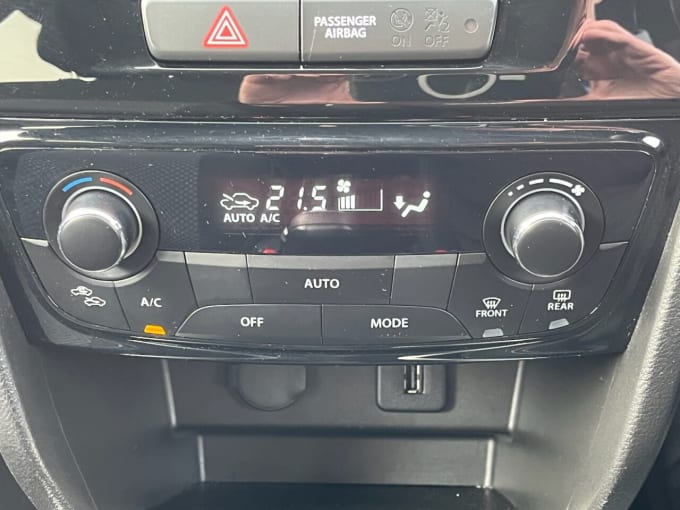 PASSENGER
AIRBAG
ON OFF
21.5
AUTO A/C
AUTO
A/C
OFF
MODE
FRONT
REAR